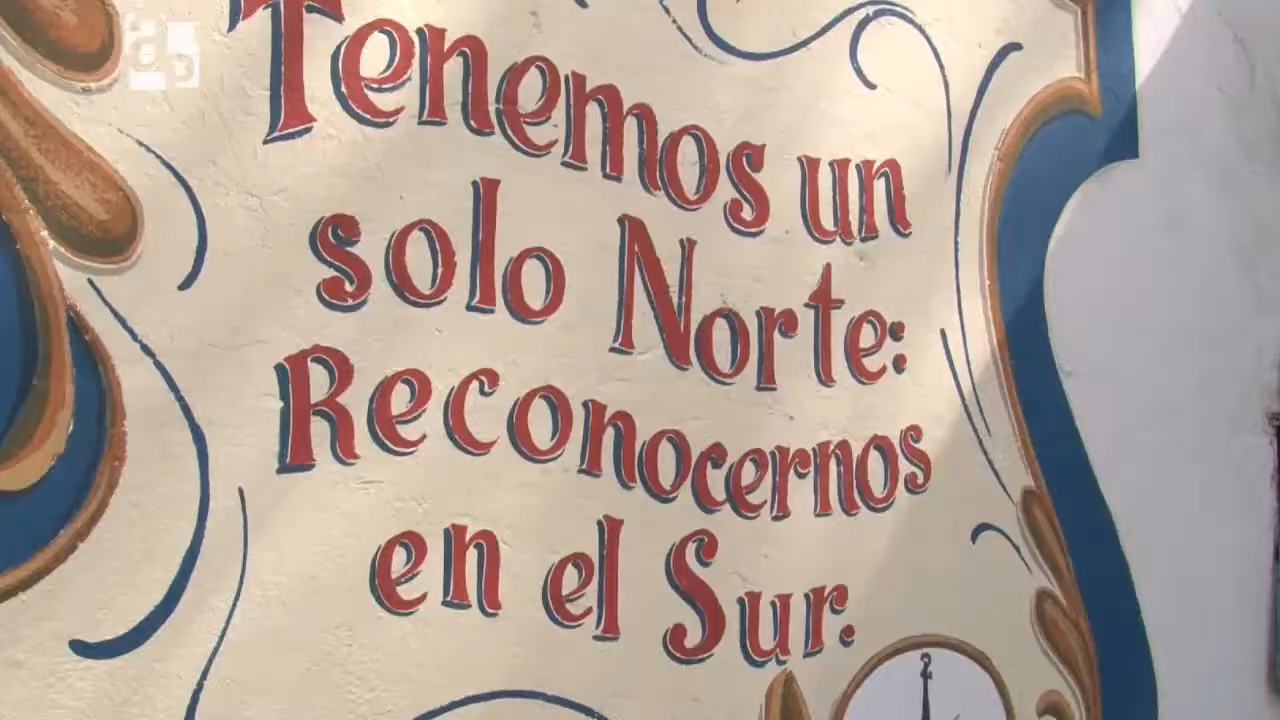 Tenemos un
solo Norte:
Reconocernos
en el Sur.